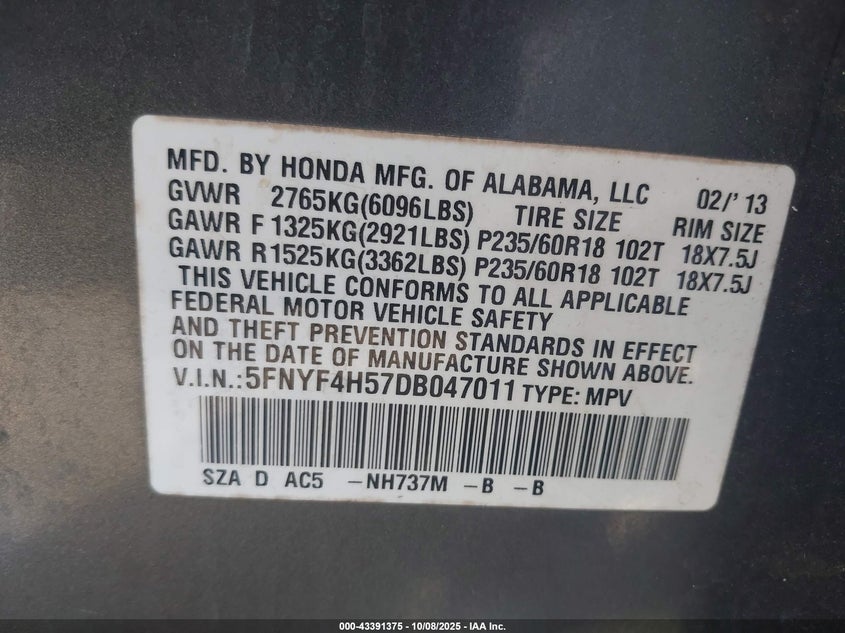 MFD. BY HONDA MFG. OF ALABAMA, LLC 02/'13
GVWR 2765KG(6096LBS) TIRE SIZE RIM SIZE
GAWR F 1325KG(2921LBS) P235/60R18 102T 18X7.5J
GAWR R 1525KG(3362LBS) P235/60R18 102T 18X7.5J
THIS VEHICLE CONFORMS TO ALL APPLICABLE
FEDERAL MOTOR VEHICLE SAFETY
AND THEFT PREVENTION STANDARDS IN EFFECT
ON THE DATE OF MANUFACTURE SHOWN ABOVE.
V.I.N.:5FNYF4H57DB047011 TYPE: MPV
SZA D AC5 -NH737M -B -B
000-43391375 - 10/08/2025 - IAA Inc.